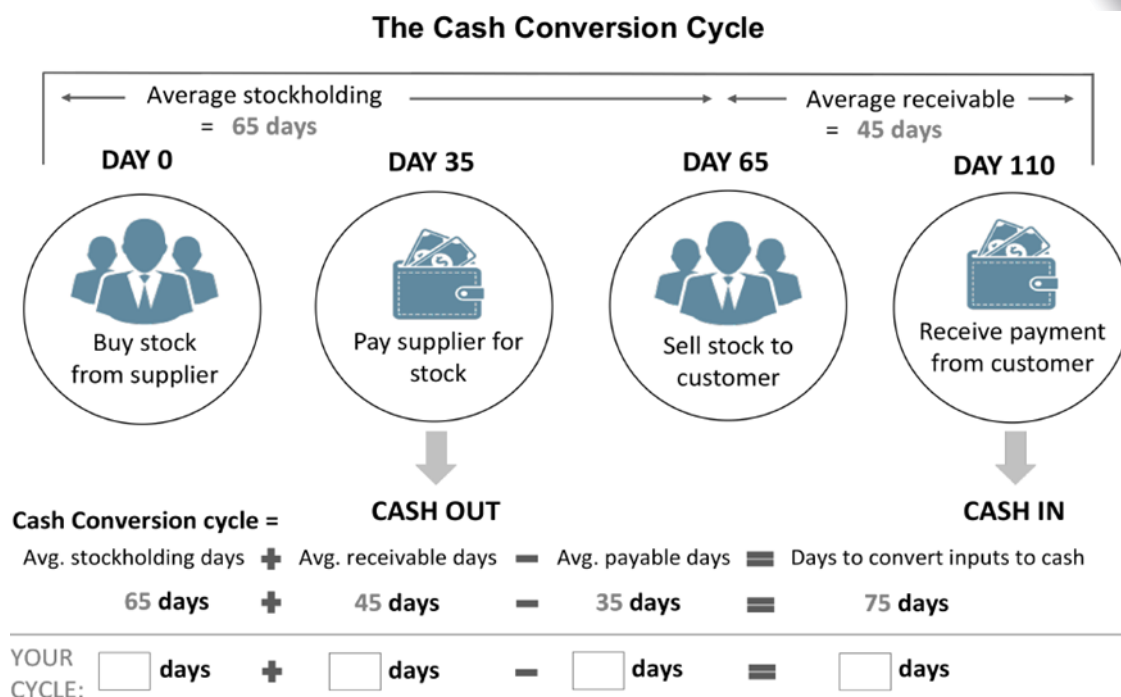 The Cash Conversion Cycle
Average stockholding
= 65 days
Average receivable
= 45 days
DAY 0
DAY 35
DAY 65
DAY 110
Buy stock
from supplier
Pay supplier for
stock
Sell stock to
customer
Receive payment
from customer
CASH OUT
CASH IN
Cash Conversion cycle =
Avg. stockholding days + Avg. receivable days - Avg. payable days = Days to convert inputs to cash
65 days + 45 days - 35 days = 75 days
YOUR
CYCLE: days + days - days = days